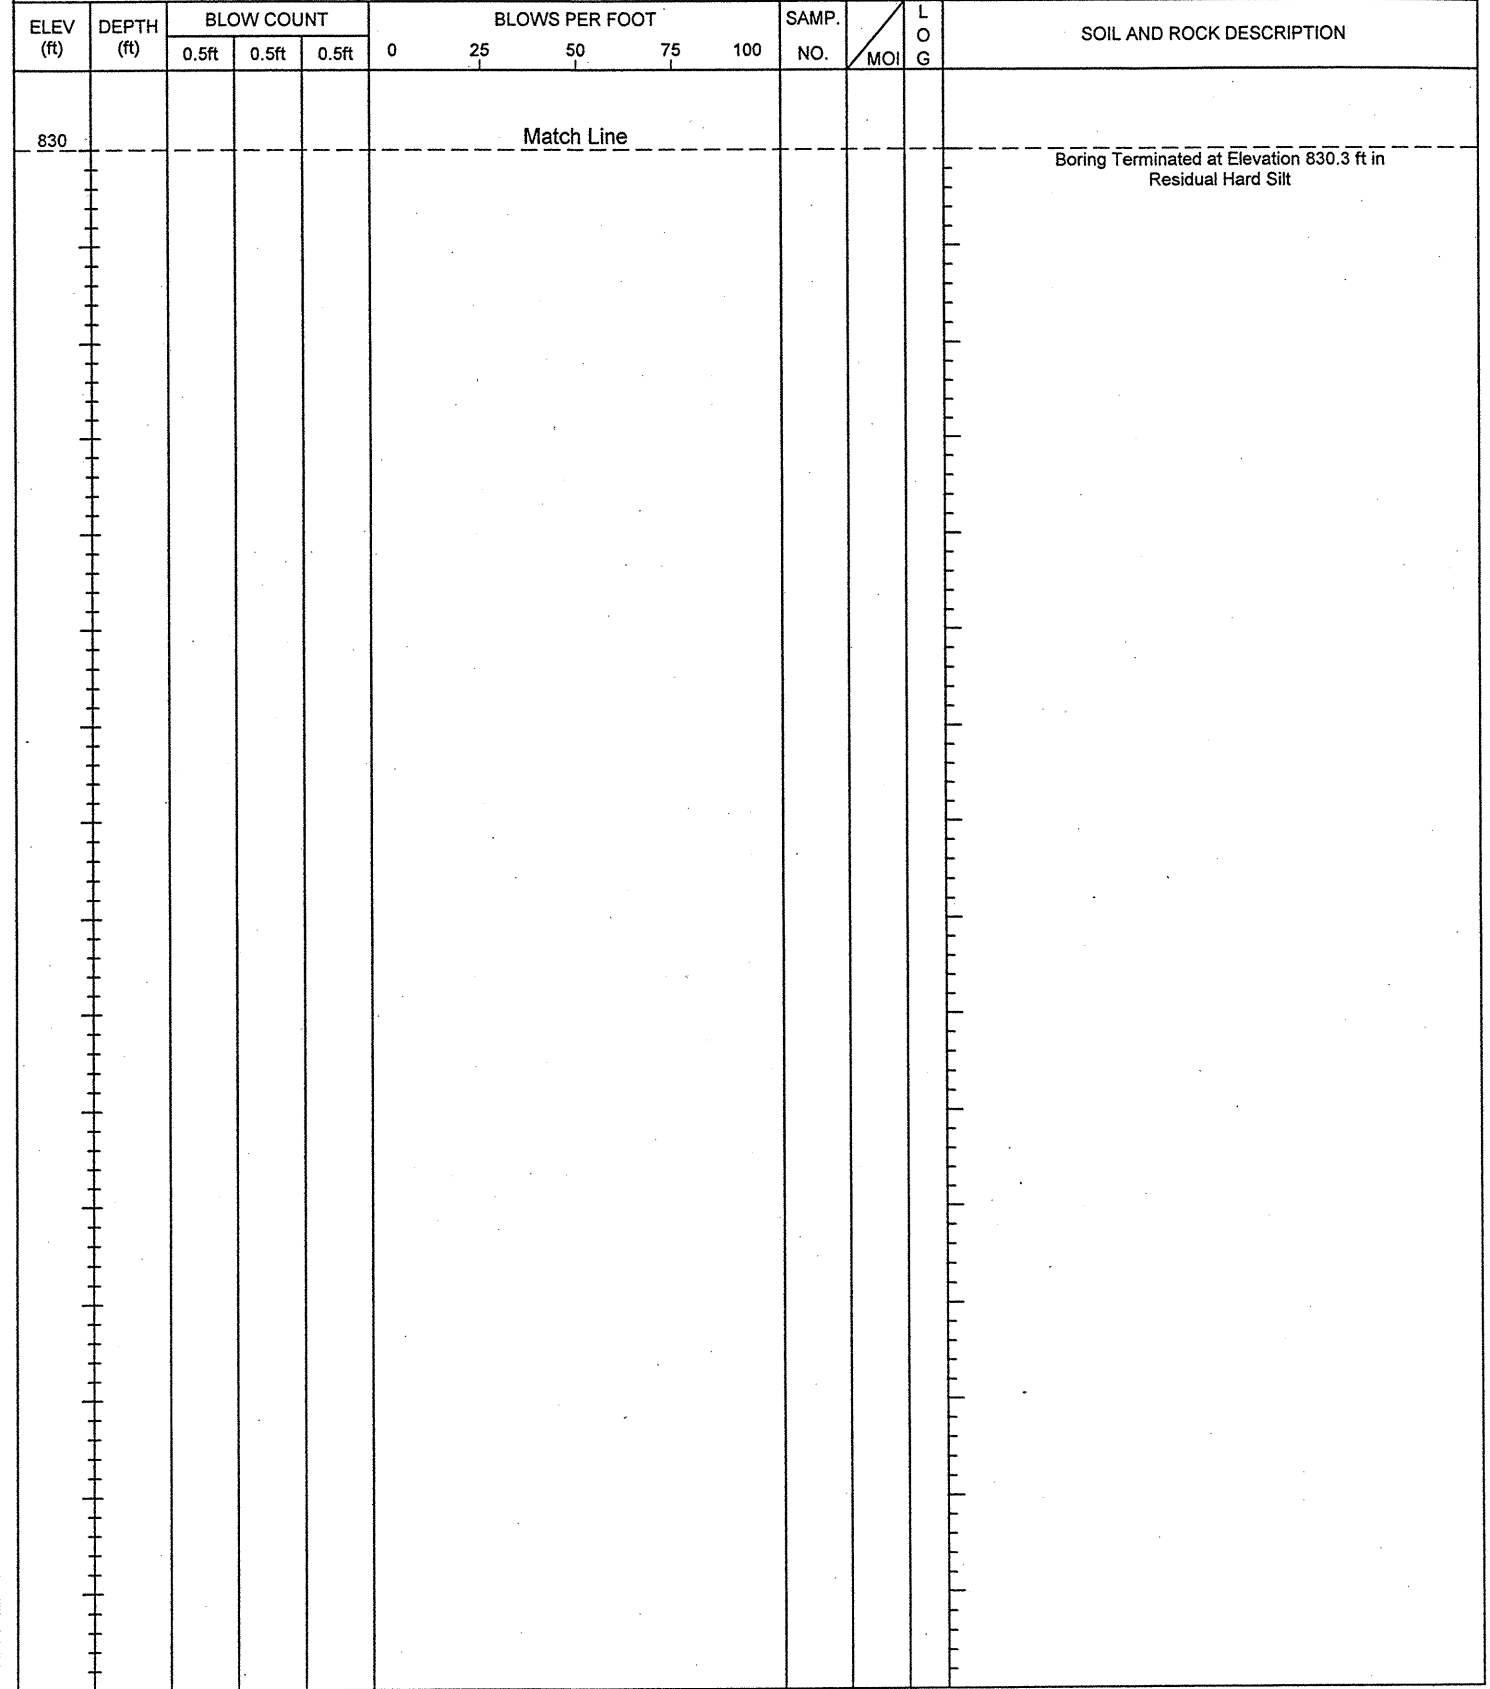 ELEV (ft)
DEPTH (ft)
BLOW COUNT
0.5ft 0.5ft 0.5ft
BLOWS PER FOOT
0 25 50 75 100
SAMP. NO.
MOI
LOG
SOIL AND ROCK DESCRIPTION
830
Match Line
Boring Terminated at Elevation 830.3 ft in
Residual Hard Silt